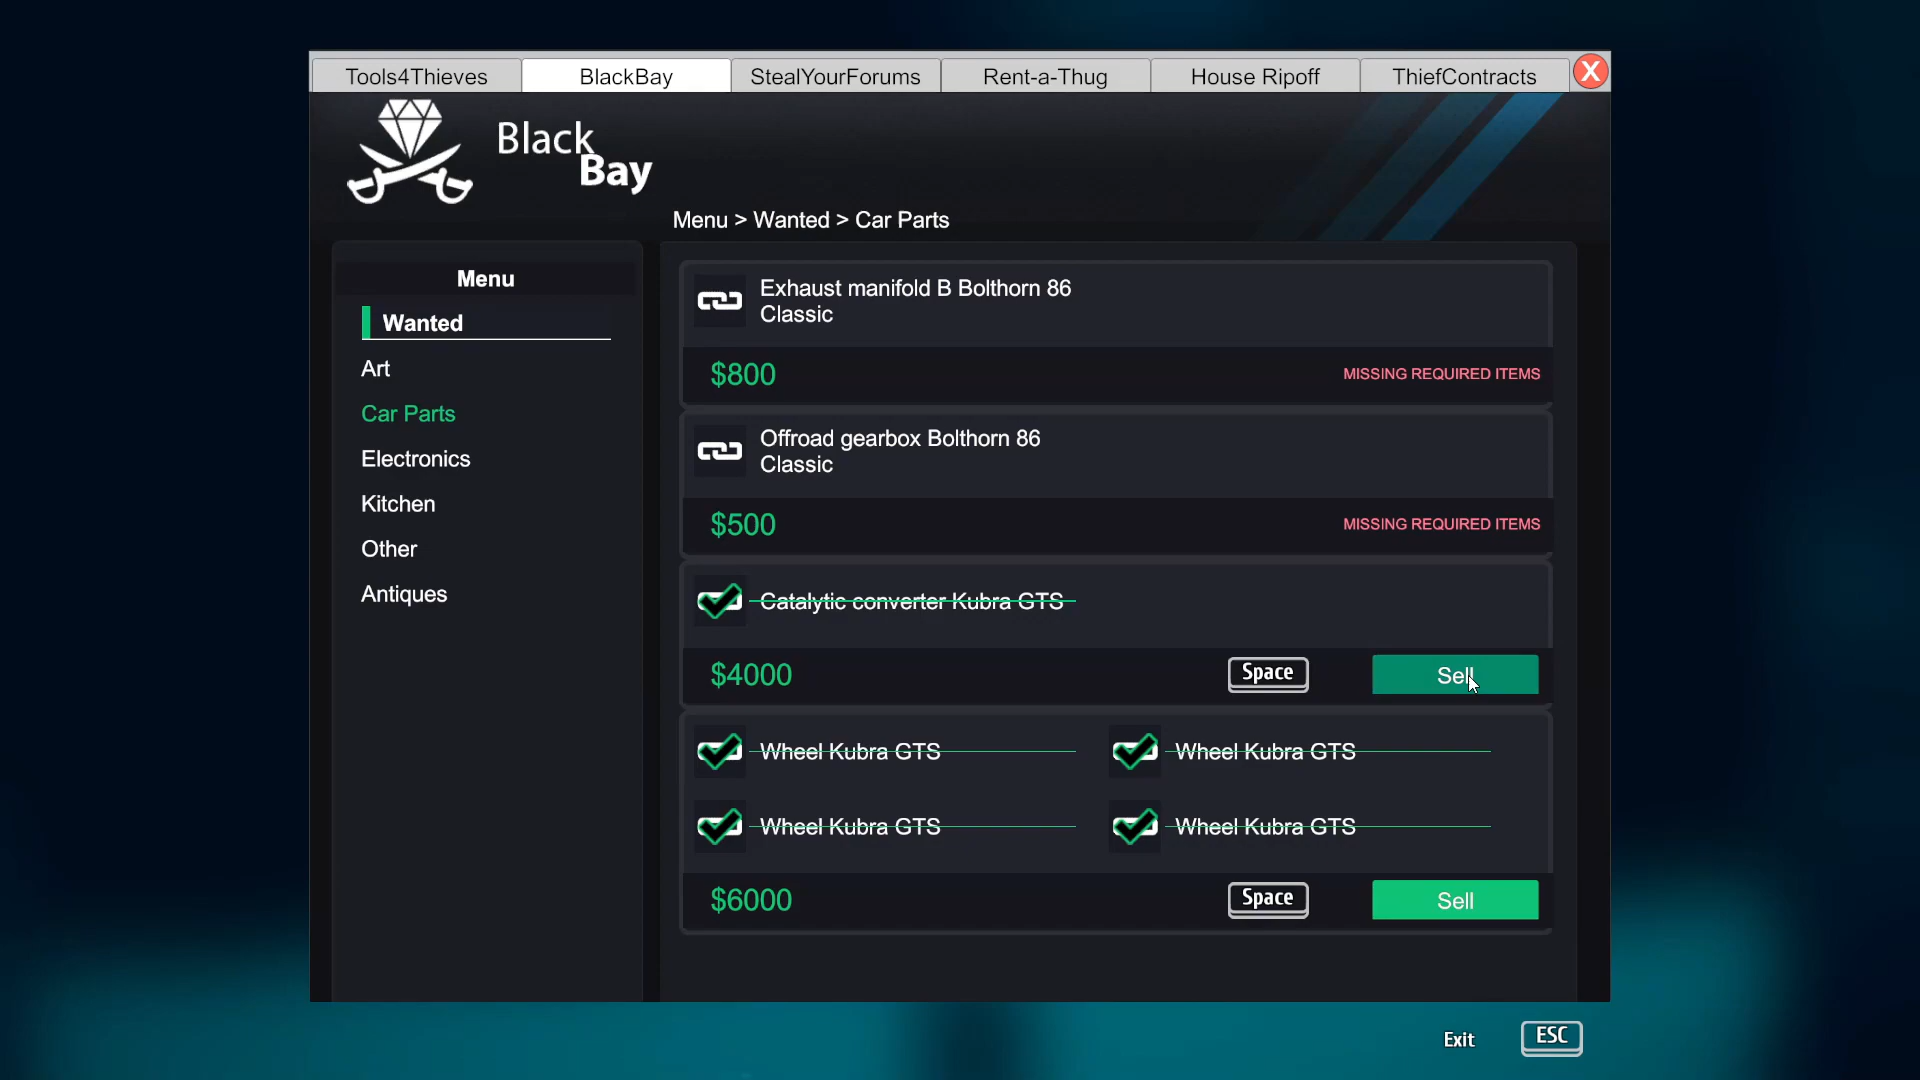 Tools4Thieves
BlackBay
StealYourForums
Rent-a-Thug
House Ripoff
ThiefContracts
X
Black
Bay
Menu > Wanted > Car Parts
Menu
Wanted
Art
Car Parts
Electronics
Kitchen
Other
Antiques
Exhaust manifold B Bolthorn 86
Classic
$800
MISSING REQUIRED ITEMS
Offroad gearbox Bolthorn 86
Classic
$500
MISSING REQUIRED ITEMS
Catalytic converter Kubra GTS
$4000
Space
Sell
Wheel Kubra GTS
Wheel Kubra GTS
Wheel Kubra GTS
Wheel Kubra GTS
$6000
Space
Sell
Exit
ESC